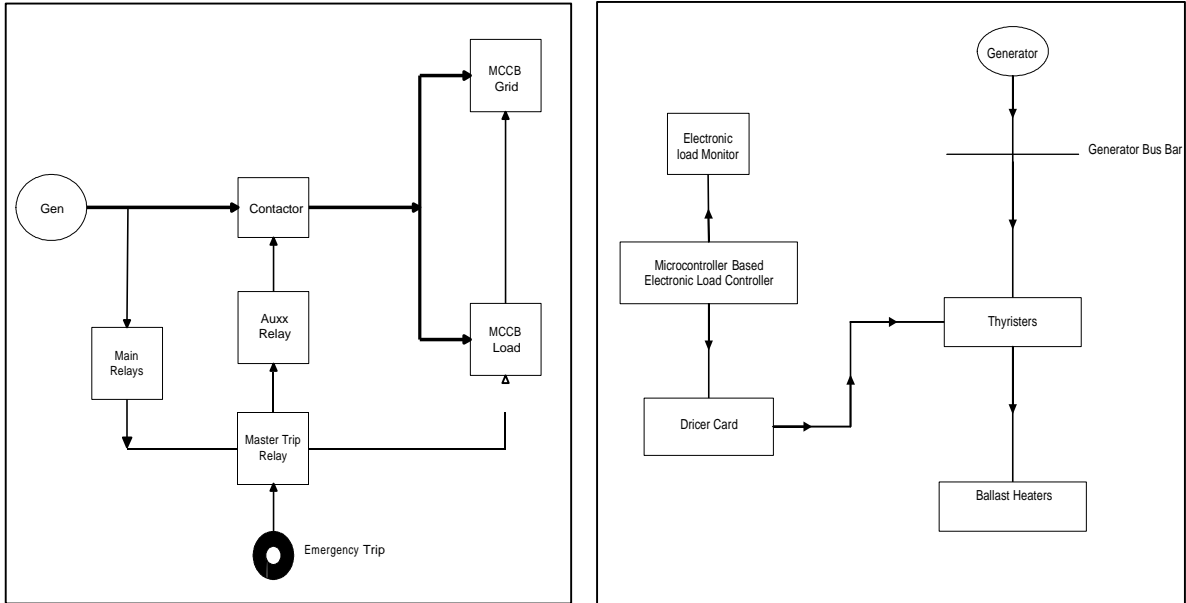 MCCB
Grid
Gen
Contactor
Auxx
Relay
MCCB
Load
Main
Relays
Master Trip
Relay
Emergency Trip
Generator
Electronic
load Monitor
Generator Bus Bar
Microcontroller Based
Electronic Load Controller
Thyristers
Dricer Card
Ballast Heaters